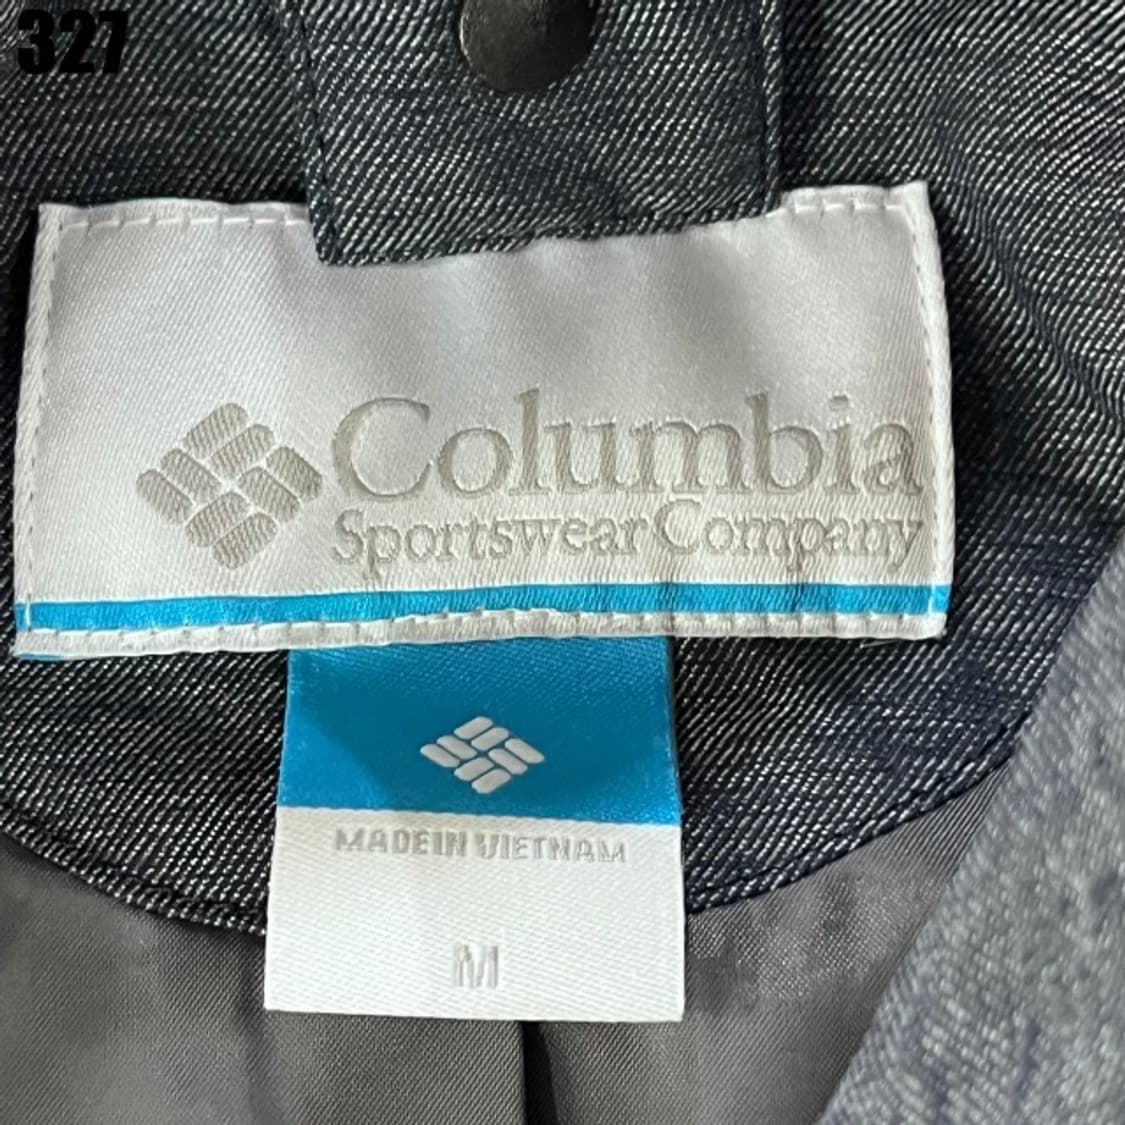 327
Columbia
Sportswear Company
MADE IN VIETNAM
M